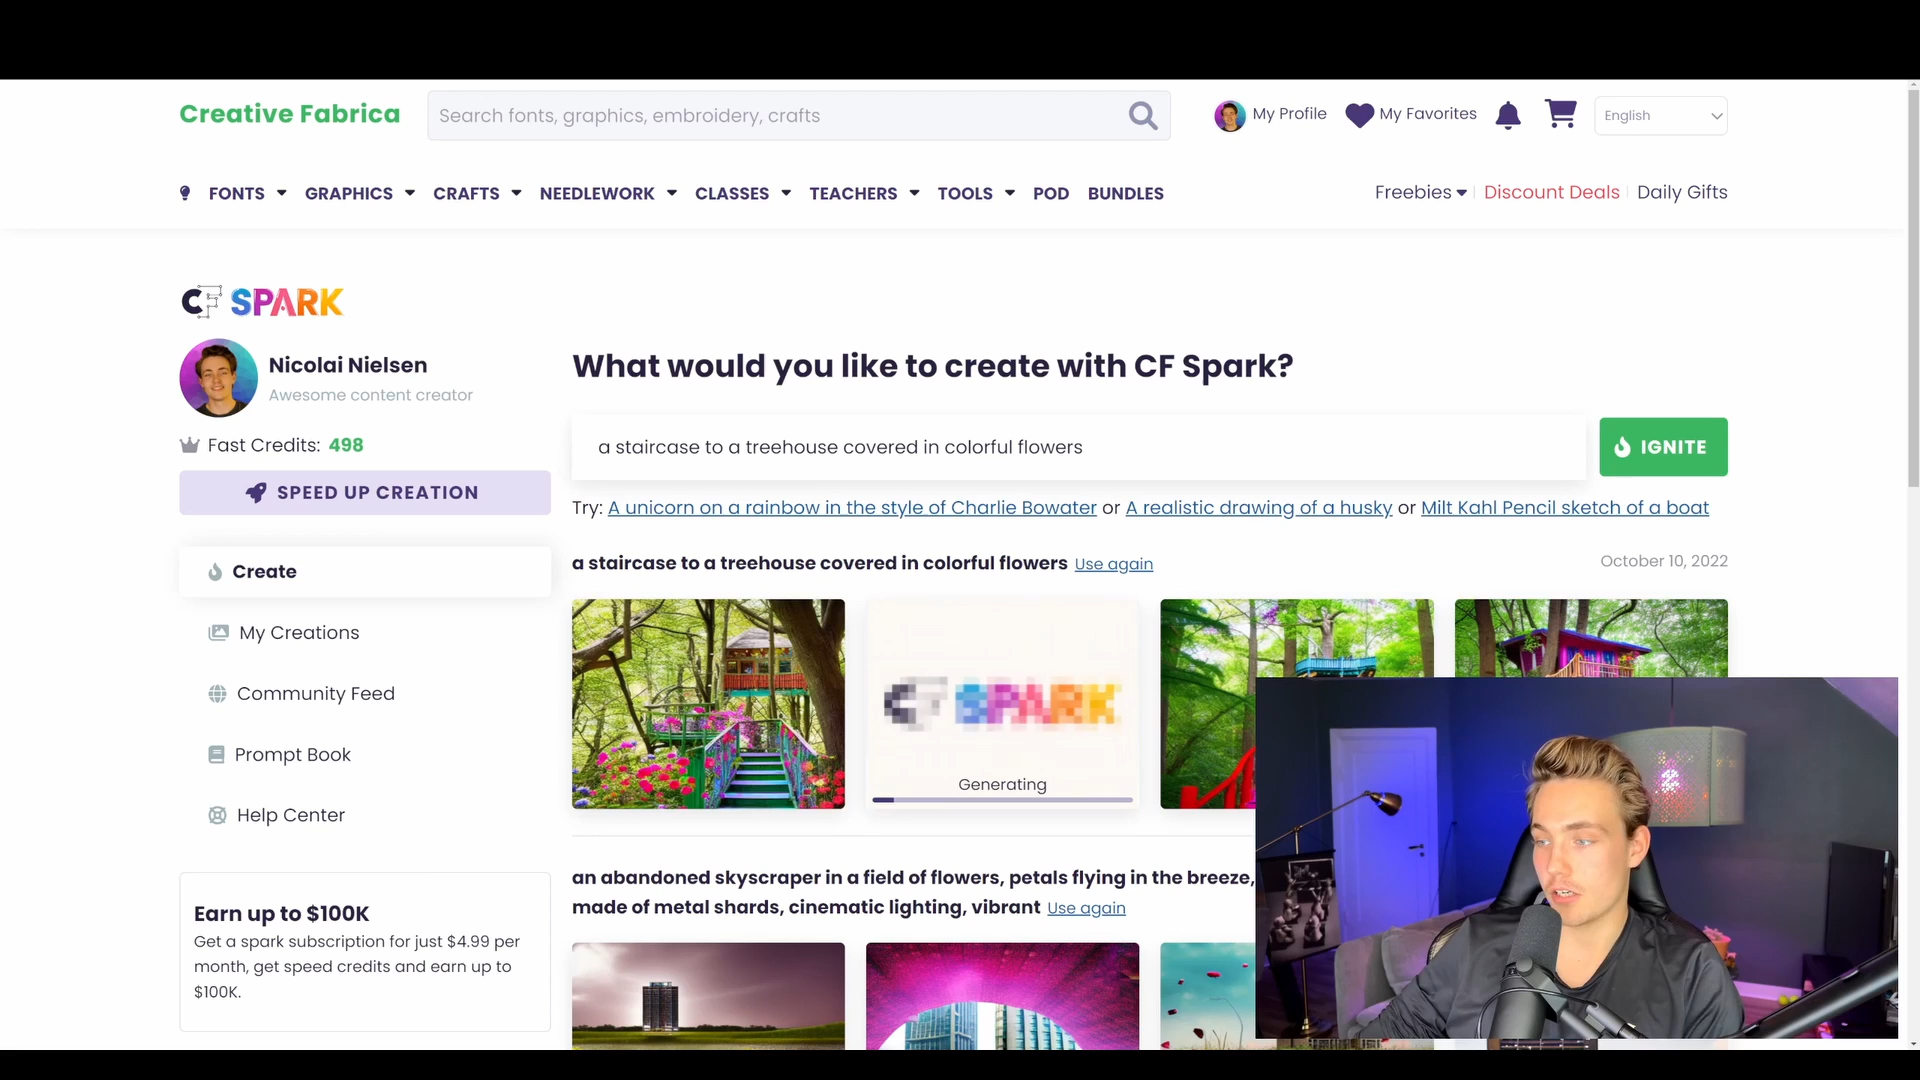 Creative Fabrica
Search fonts, graphics, embroidery, crafts
My Profile
My Favorites
English
FONTS
GRAPHICS
CRAFTS
NEEDLEWORK
CLASSES
TEACHERS
TOOLS
POD
BUNDLES
Freebies
Discount Deals
Daily Gifts
CF SPARK
Nicolai Nielsen
Awesome content creator
Fast Credits: 498
SPEED UP CREATION
Create
My Creations
Community Feed
Prompt Book
Help Center
Earn up to $100K
Get a spark subscription for just $4.99 per
month, get speed credits and earn up to
$100K.
What would you like to create with CF Spark?
a staircase to a treehouse covered in colorful flowers
IGNITE
Try: A unicorn on a rainbow in the style of Charlie Bowater or A realistic drawing of a husky or Milt Kahl Pencil sketch of a boat
a staircase to a treehouse covered in colorful flowers Use again
October 10, 2022
CF SPARK
Generating
an abandoned skyscraper in a field of flowers, petals flying in the breeze,
made of metal shards, cinematic lighting, vibrant Use again